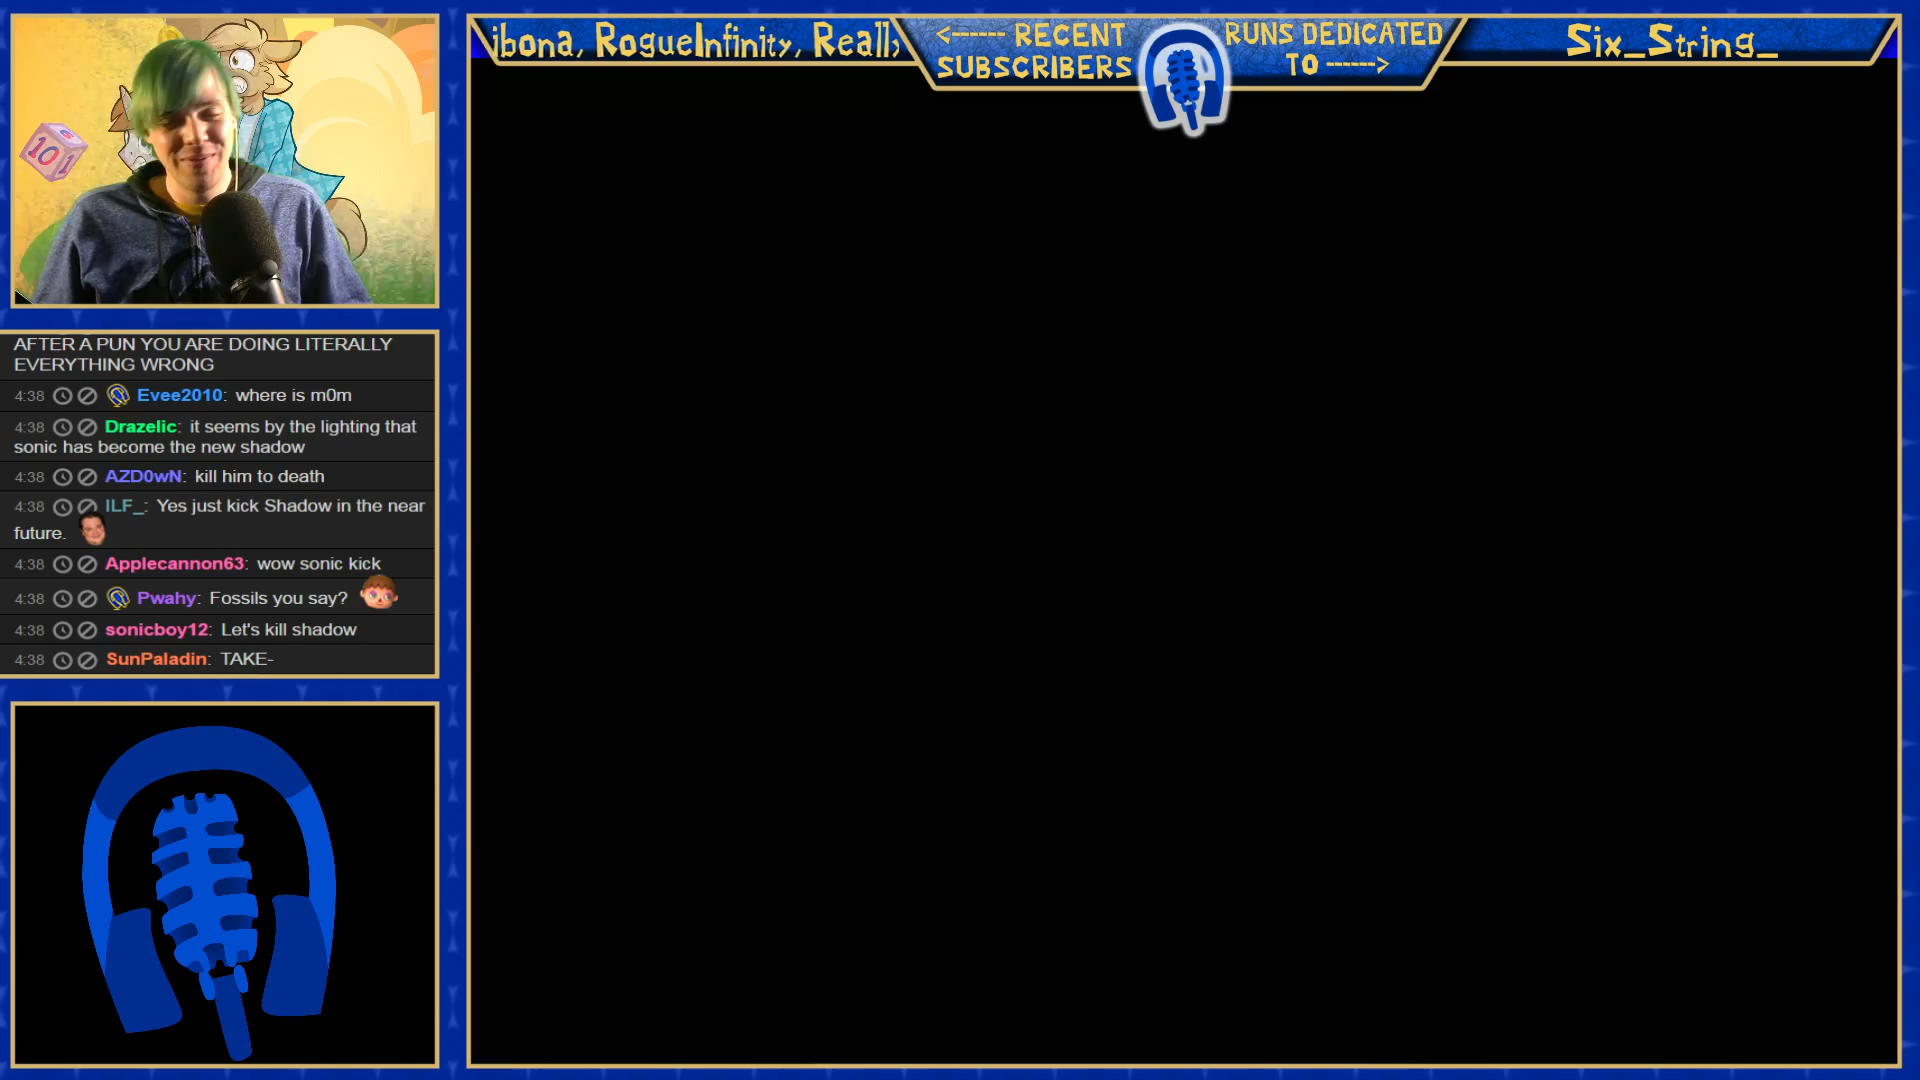 ibona, RogueInfinity, Really
<------ RECENT
SUBSCRIBERS
RUNS DEDICATED
TO ------>
Six_String_
10 1
AFTER A PUN YOU ARE DOING LITERALLY
EVERYTHING WRONG
4:38 Evee2010: where is m0m
4:38 Drazelic: it seems by the lighting that
sonic has become the new shadow
4:38 AZD0wN: kill him to death
4:38 ILF_: Yes just kick Shadow in the near
future.
4:38 Applecannon63: wow sonic kick
4:38 Pwahy: Fossils you say?
4:38 sonicboy12: Let's kill shadow
4:38 SunPaladin: TAKE-